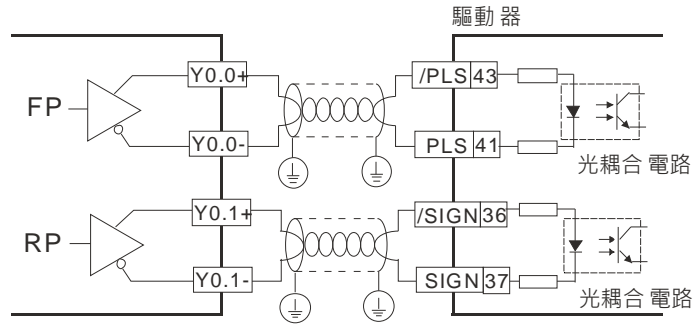 驅動器
Y0.0+ /PLS 43
FP
Y0.0- PLS 41
光耦合電路
Y0.1+ /SIGN 36
RP
Y0.1- SIGN 37
光耦合電路